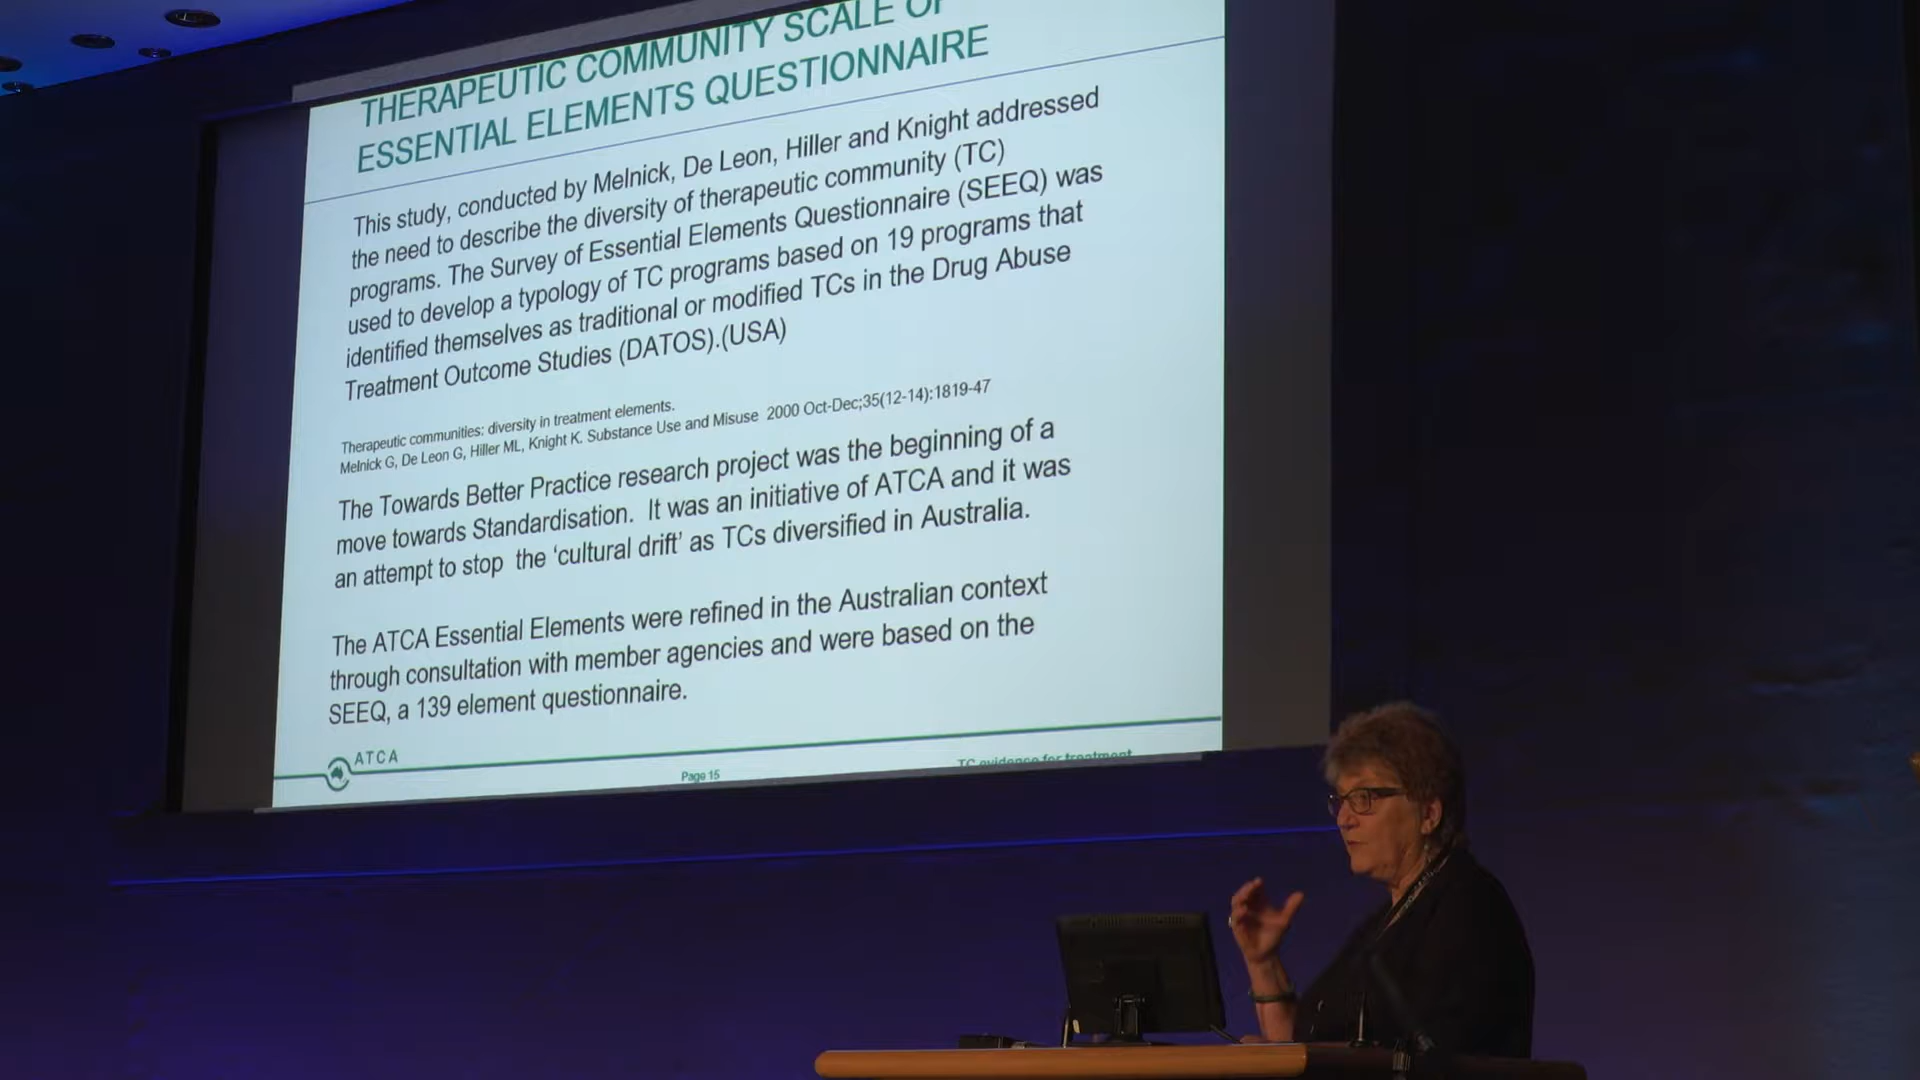 THERAPEUTIC COMMUNITY SCALE OF
ESSENTIAL ELEMENTS QUESTIONNAIRE
This study, conducted by Melnick, De Leon, Hiller and Knight addressed
the need to describe the diversity of therapeutic community (TC)
programs. The Survey of Essential Elements Questionnaire (SEEQ) was
used to develop a typology of TC programs based on 19 programs that
identified themselves as traditional or modified TCs in the Drug Abuse
Treatment Outcome Studies (DATOS).(USA)
Therapeutic communities: diversity in treatment elements.
Melnick G, De Leon G, Hiller ML, Knight K. Substance Use and Misuse 2000 Oct-Dec;35(12-14):1819-47
The Towards Better Practice research project was the beginning of a
move towards Standardisation. It was an initiative of ATCA and it was
an attempt to stop the ‘cultural drift’ as TCs diversified in Australia.
The ATCA Essential Elements were refined in the Australian context
through consultation with member agencies and were based on the
SEEQ, a 139 element questionnaire.
ATCA
Page 15
TC evidence for treatment